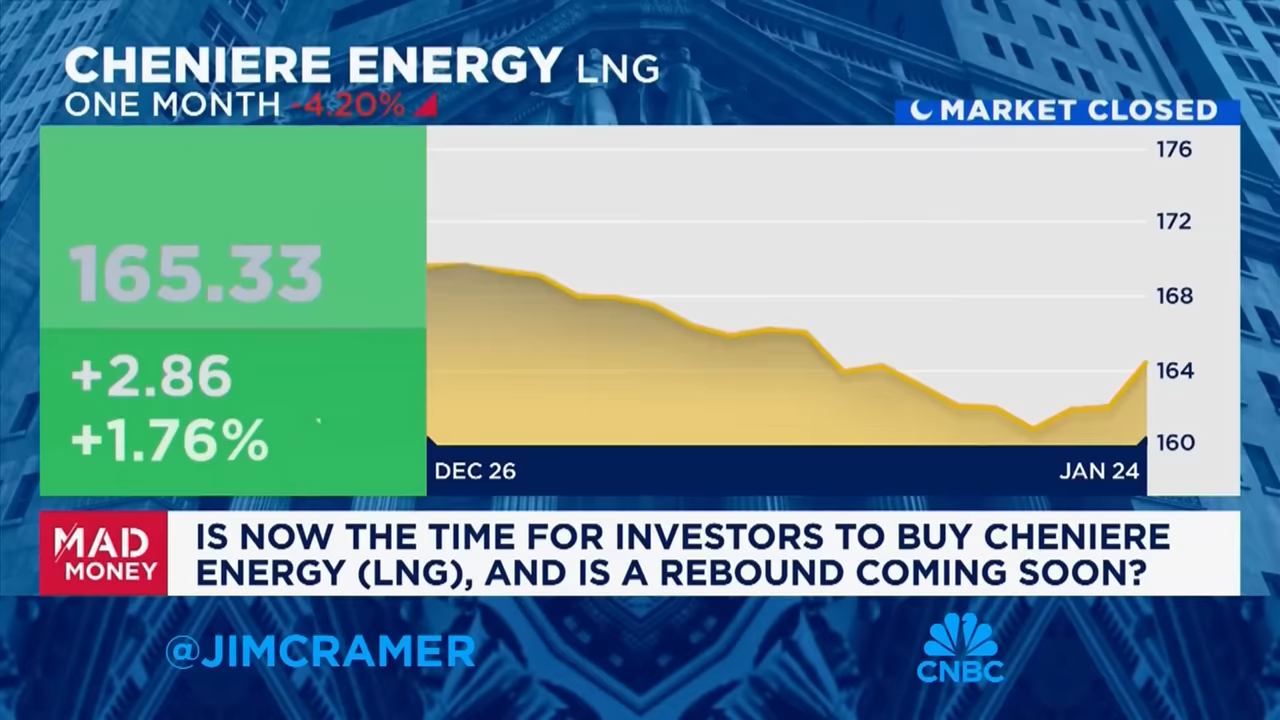 CHENIERE ENERGY LNG
ONE MONTH -4.20%
MARKET CLOSED
165.33
+2.86
+1.76%
176
172
168
164
160
DEC 26
JAN 24
MAD
MONEY
IS NOW THE TIME FOR INVESTORS TO BUY CHENIERE
ENERGY (LNG), AND IS A REBOUND COMING SOON?
@JIMCRAMER
CNBC